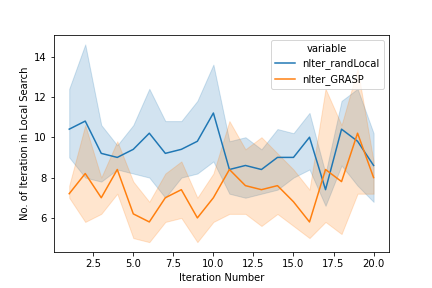 variable
nIter_randLocal
nIter_GRASP
No. of Iteration in Local Search
14
12
10
8
6
2.5 5.0 7.5 10.0 12.5 15.0 17.5 20.0
Iteration Number